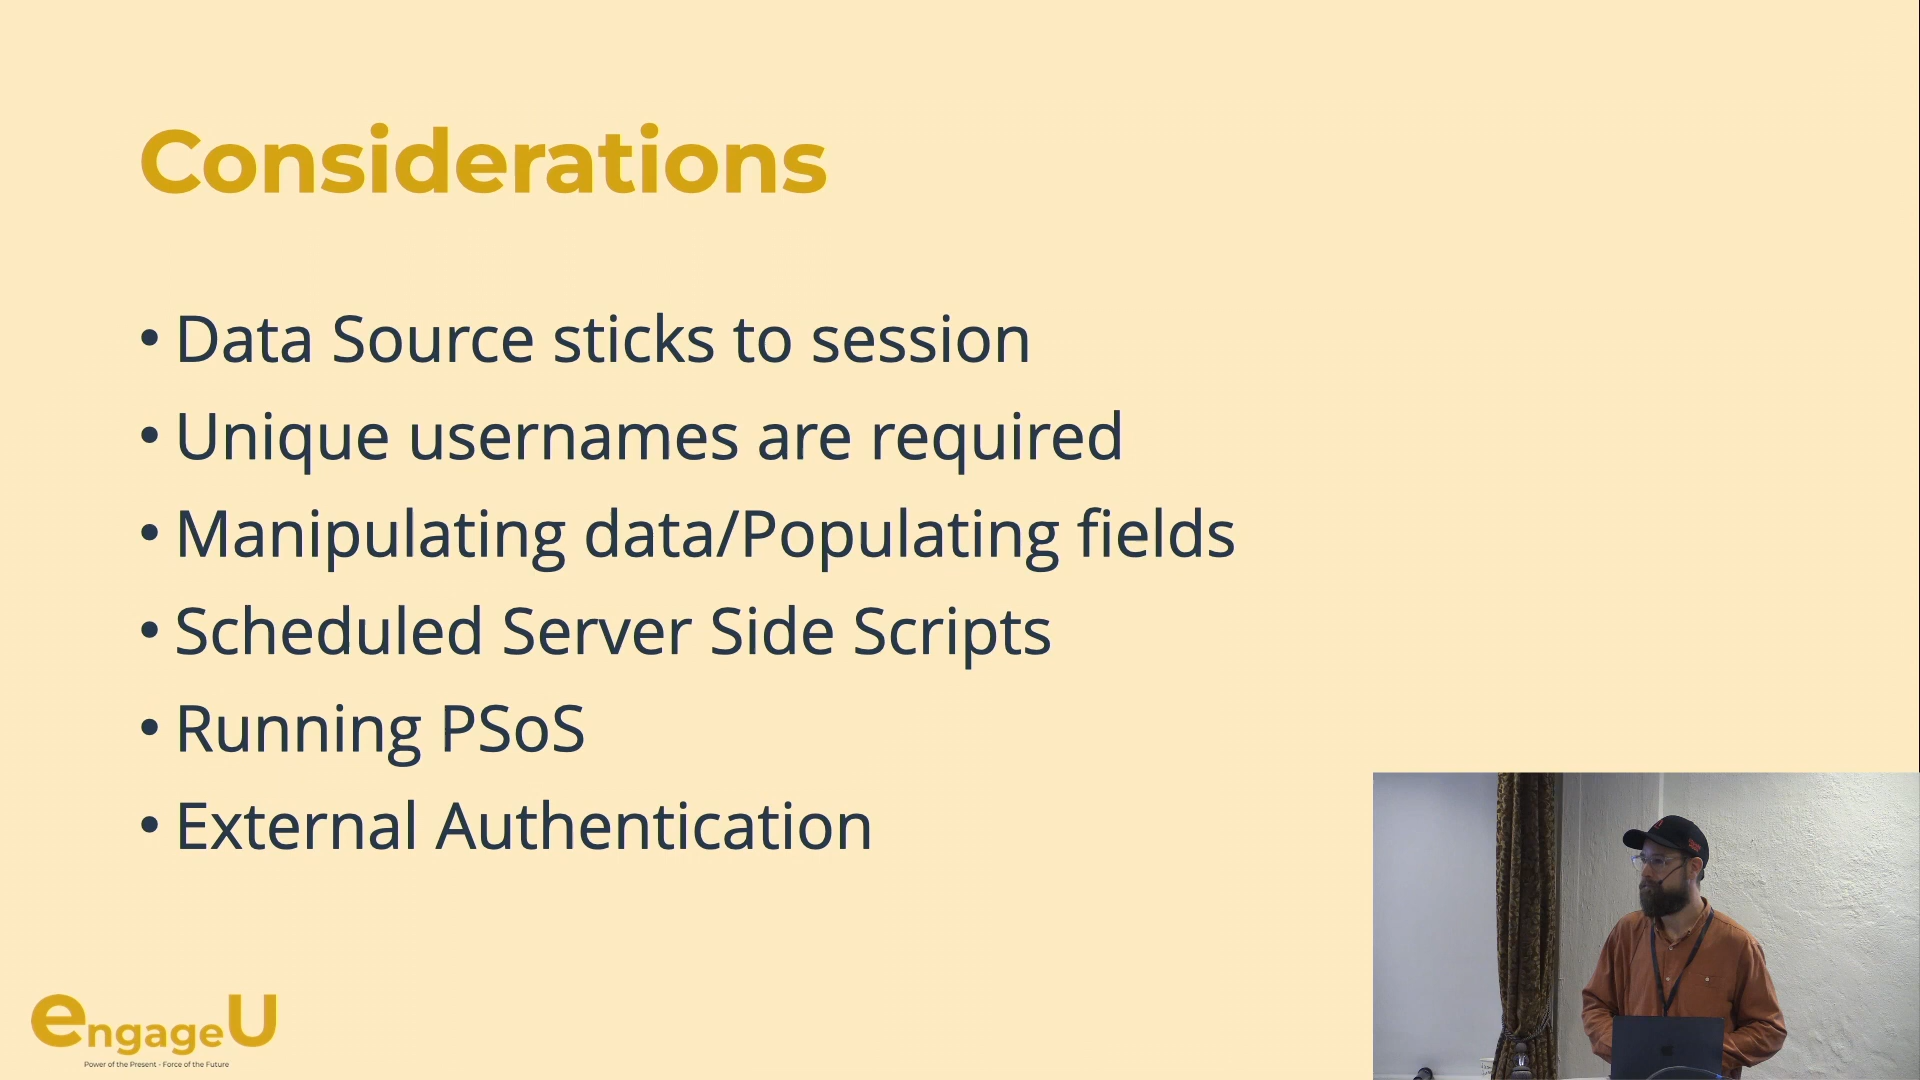 Considerations
• Data Source sticks to session
• Unique usernames are required
• Manipulating data/Populating fields
• Scheduled Server Side Scripts
• Running PSoS
• External Authentication
engageU
Power of the Present - Force of the Future